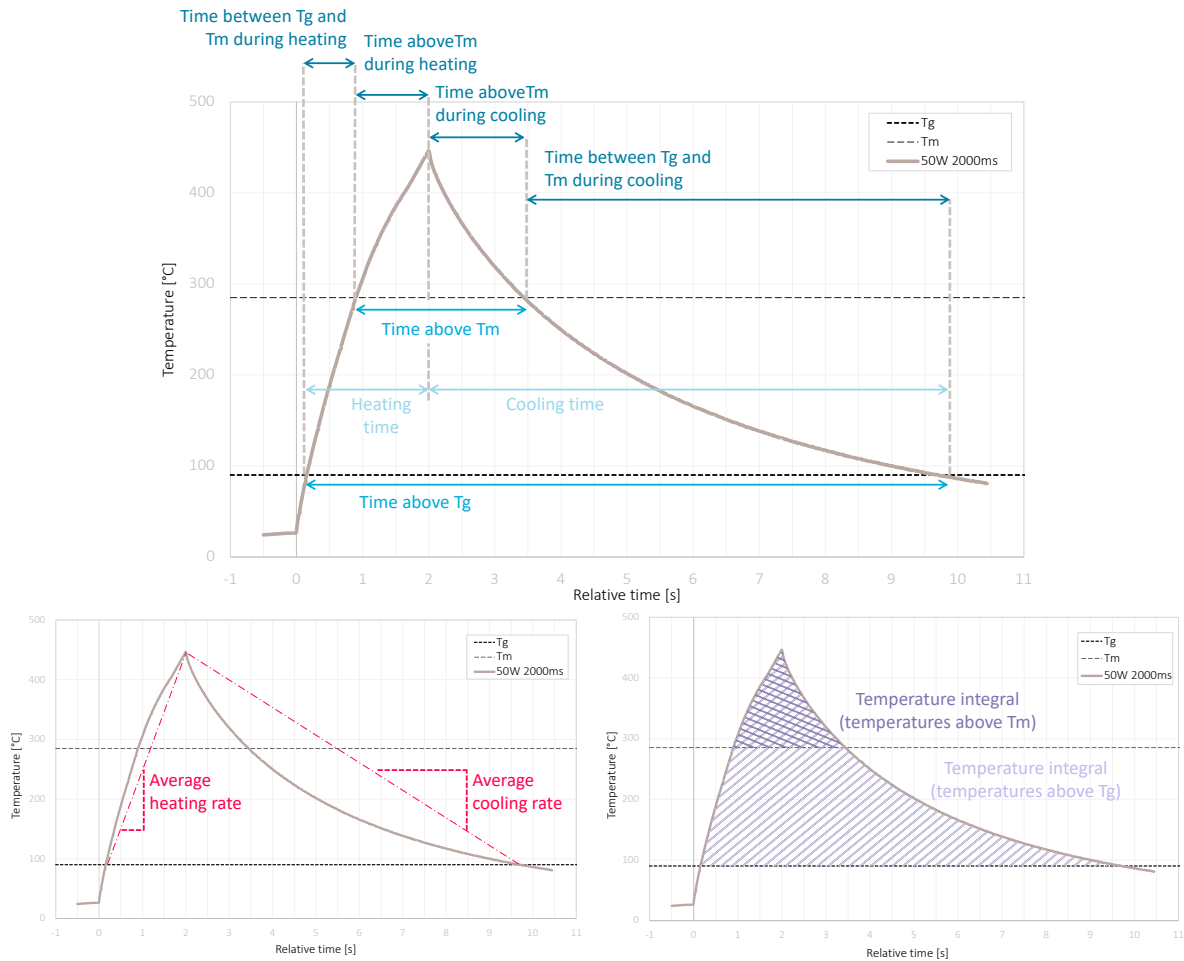 Time between Tg and
Tm during heating
Time aboveTm
during heating
Time aboveTm
during cooling
Time between Tg and
Tm during cooling
Tg
Tm
50W 2000ms
500
400
300
200
100
0
Temperature [°C]
Time above Tm
Heating
time
Cooling time
Time above Tg
-1 0 1 2 3 4 5 6 7 8 9 10 11
Relative time [s]
500
400
300
200
100
0
Temperature [°C]
Tg
Tm
50W 2000ms
Average
heating rate
Average
cooling rate
-1 0 1 2 3 4 5 6 7 8 9 10 11
Relative time [s]
500
400
300
200
100
0
Temperature [°C]
Tg
Tm
50W 2000ms
Temperature integral
(temperatures above Tm)
Temperature integral
(temperatures above Tg)
-1 0 1 2 3 4 5 6 7 8 9 10 11
Relative time [s]